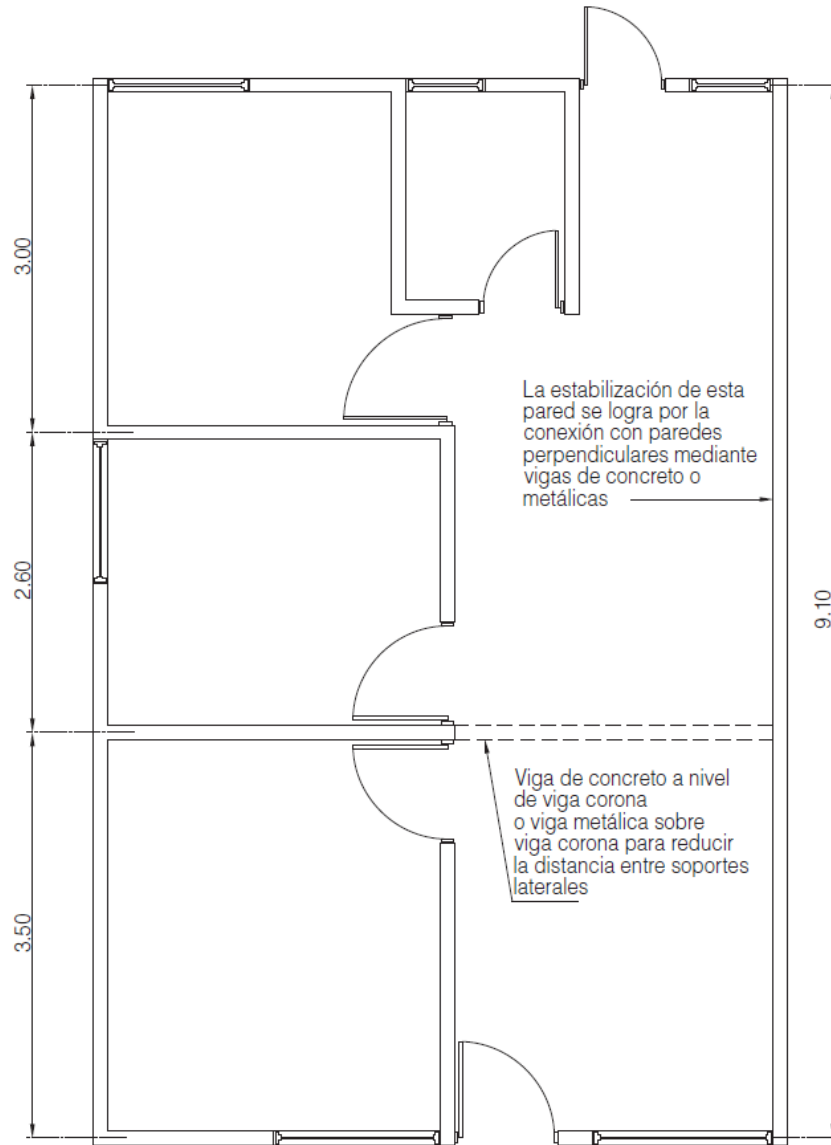 3.00
La estabilización de esta
pared se logra por la
conexión con paredes
perpendiculares mediante
vigas de concreto o
metálicas
2.60
9.10
Viga de concreto a nivel
de viga corona
o viga metálica sobre
viga corona para reducir
la distancia entre soportes
laterales
3.50